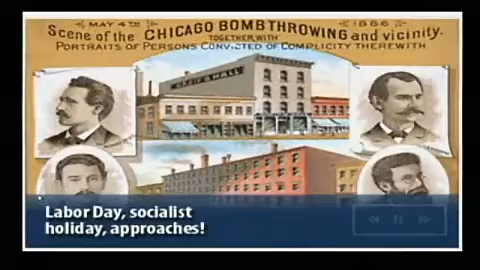 MAY 4TH 1886
Scene of the CHICAGO BOMBTHROWING and vicinity.
TOGETHER WITH
PORTRAITS OF PERSONS CONVICTED OF COMPLICITY THEREWITH
HALL
Labor Day, socialist
holiday, approaches!